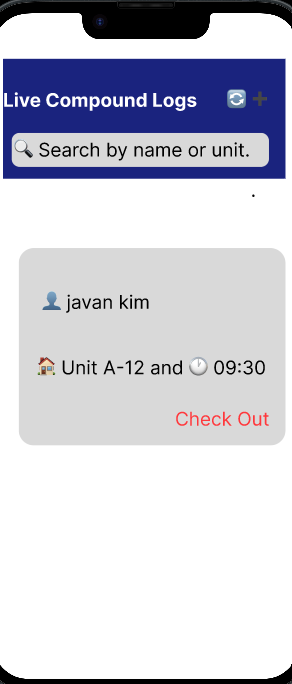 Live Compound Logs
Search by name or unit.
.
javan kim
Unit A-12 and 09:30
Check Out